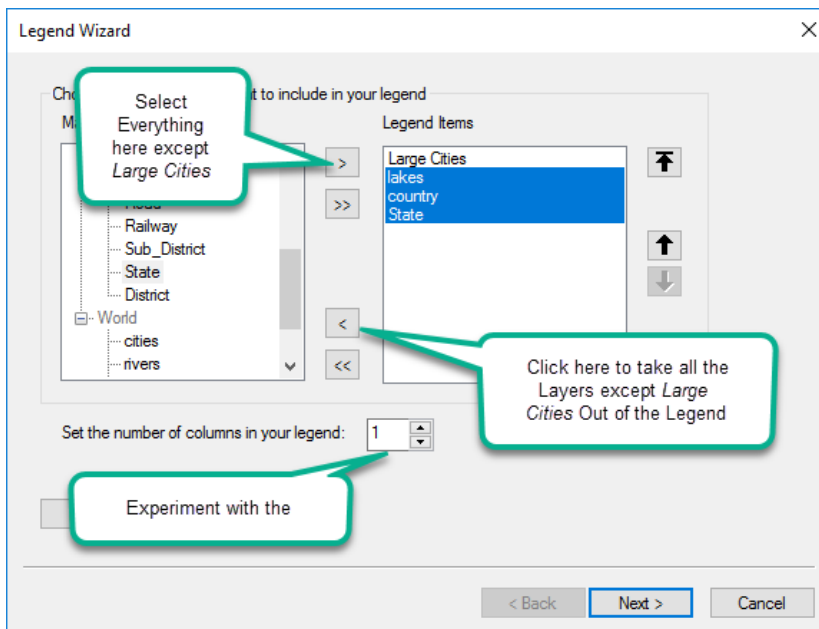 Legend Wizard
Select
Everything
here except
Large Cities
to include in your legend
Legend Items
>
>>
<
<<
Railway
Sub_District
State
District
World
cities
rivers
Large Cities
lakes
country
State
Click here to take all the
Layers except Large
Cities Out of the Legend
Set the number of columns in your legend: 1
Experiment with the
< Back
Next >
Cancel